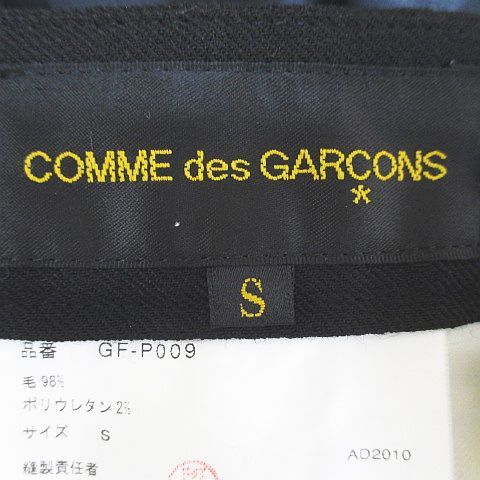 COMME des GARCONS
*
S
品番 GF-P009
毛 98%
ポリウレタン 2%
サイズ S
AD2010
縫製責任者